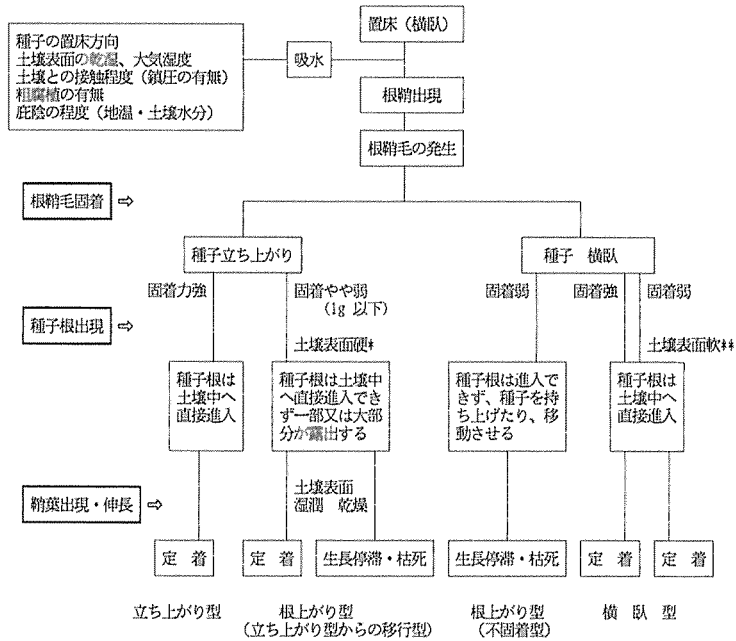 置床（横臥）
種子の置床方向
土壌表面の乾湿、大気湿度
土壌との接触程度（鎮圧の有無）
粗腐植の有無
庇陰の程度（地温・土壌水分）
吸水
根鞘出現
根鞘毛の発生
根鞘毛固着 ⇨
種子立ち上がり
種子 横臥
固着力強
固着やや弱
（1g 以下）
固着弱
固着強
固着弱
種子根出現 ⇨
土壌表面硬*
土壌表面軟**
種子根は
土壌中へ
直接進入
種子根は土壌中
へ直接進入でき
ず一部又は大部
分が露出する
種子根は進入で
きず、種子を持
ち上げたり、移
動させる
種子根は
土壌中へ
直接進入
鞘葉出現・伸長 ⇨
土壌表面
湿潤 乾燥
定 着
定 着
生長停滞・枯死
生長停滞・枯死
定 着
定 着
立ち上がり型
根上がり型
（立ち上がり型からの移行型）
根上がり型
（不固着型）
横 臥 型